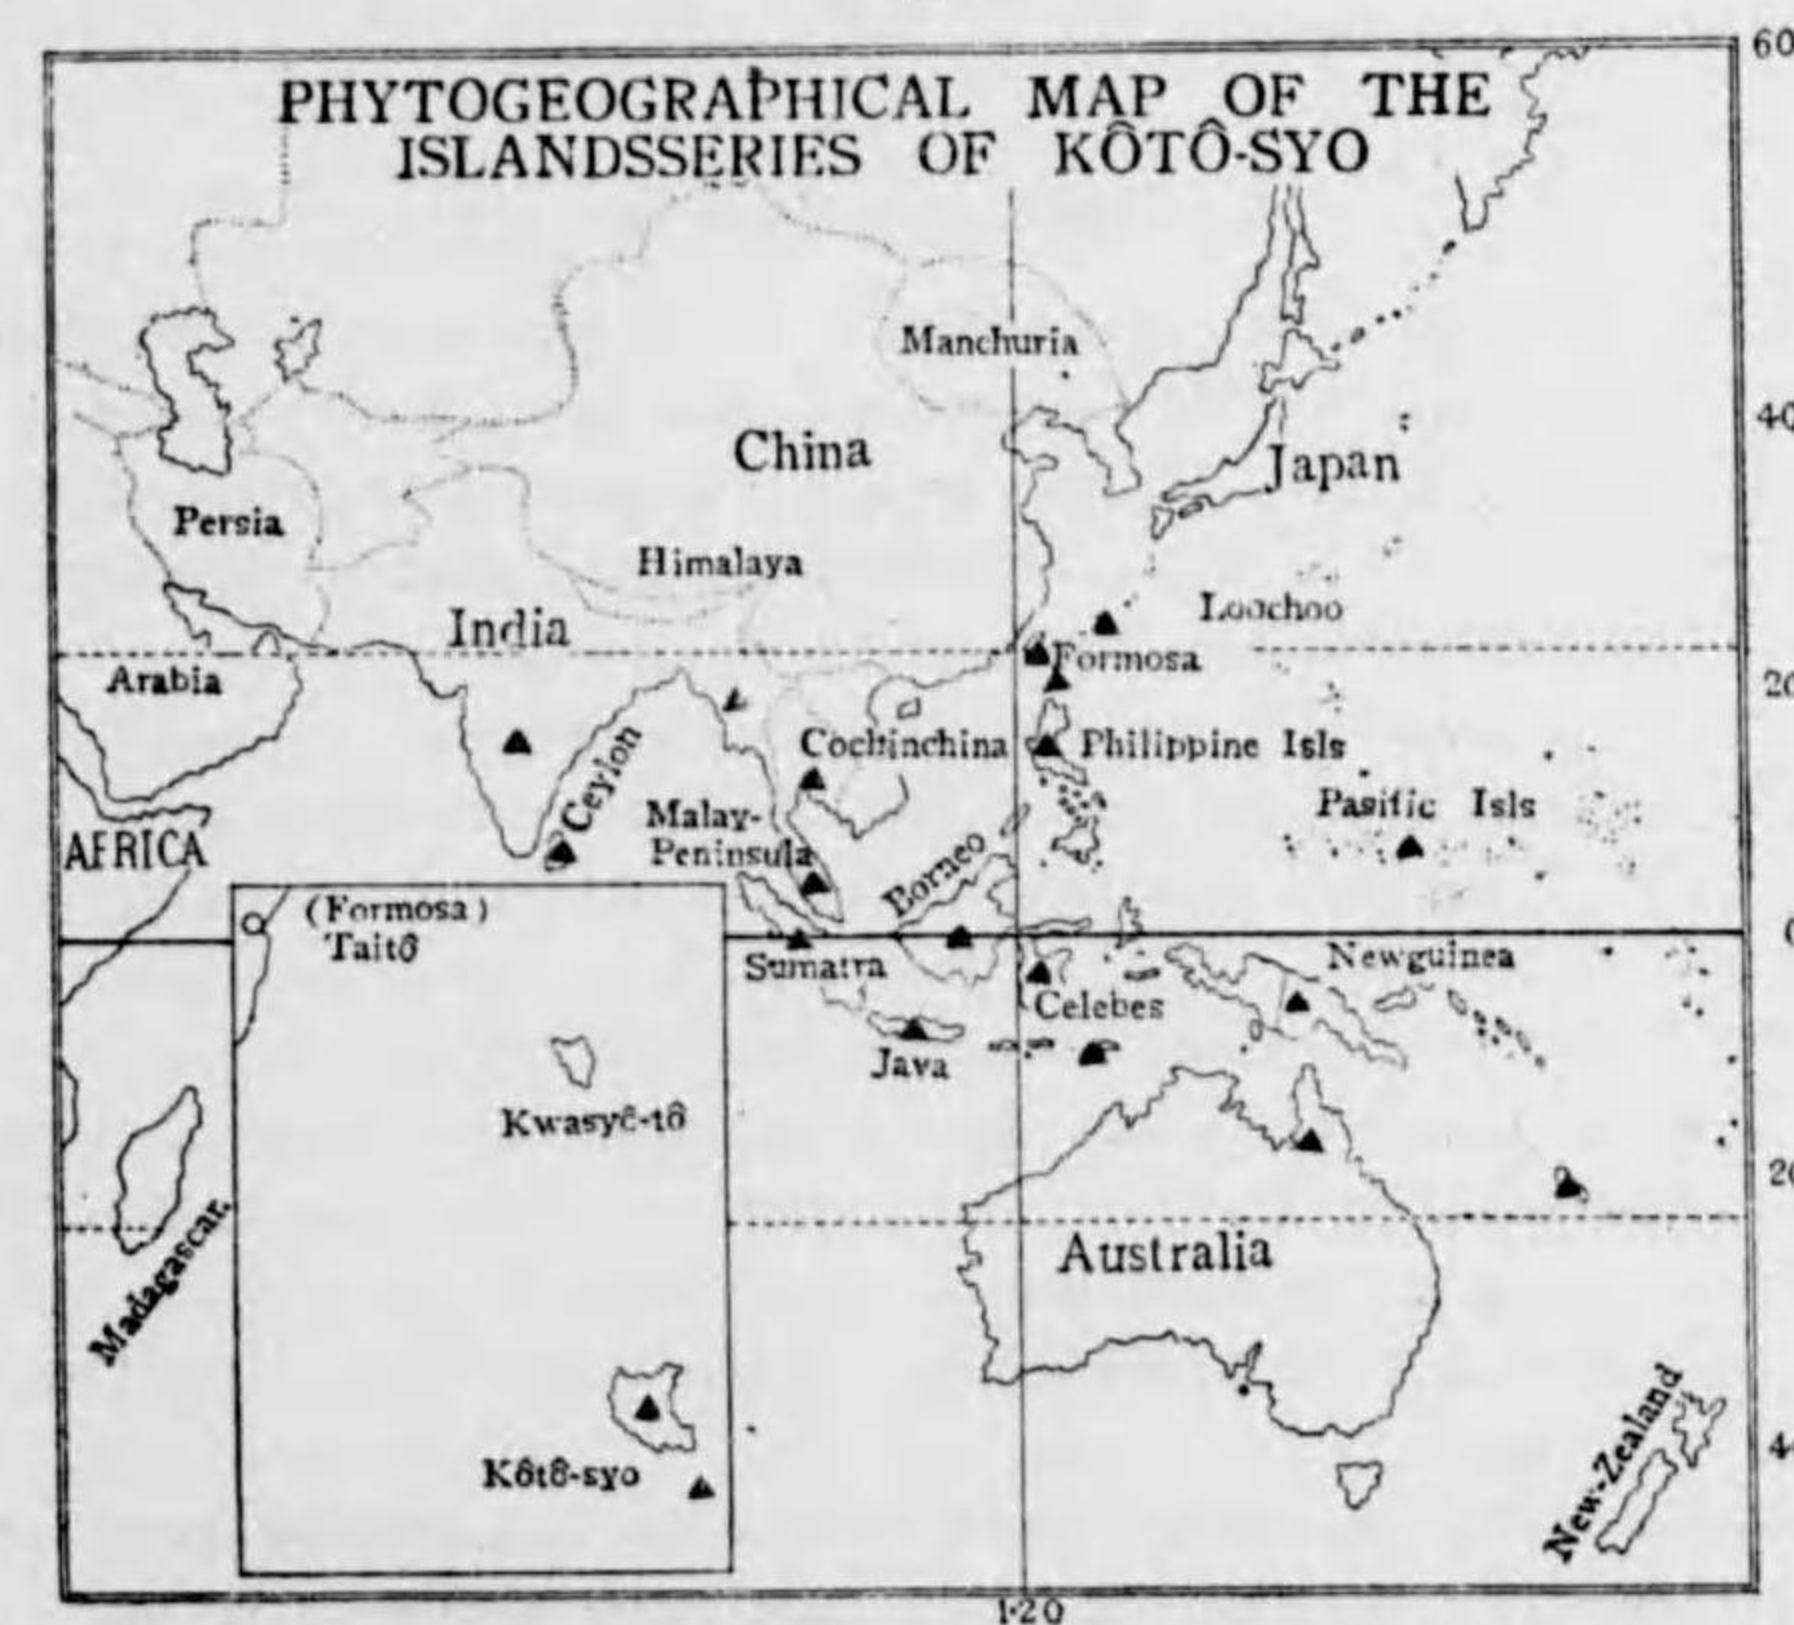 PHYTOGEOGRAPHICAL MAP OF THE
ISLANDSSERIES OF KÔTÔ-SYO
60
Manchuria
40
China
Japan
Persia
Himalaya
Loochoo
India
Formosa
Arabia
20
Cochinchina
Philippine Isls
Ceylon
Malay-
Peninsula
Pasific Isls
AFRICA
Borneo
(Formosa)
Taitô
0
Sumatra
Newguinea
Celebes
Java
Kwasyô-tô
20
Madagascar.
Australia
Kôtô-syo
New-Zealand
4
120